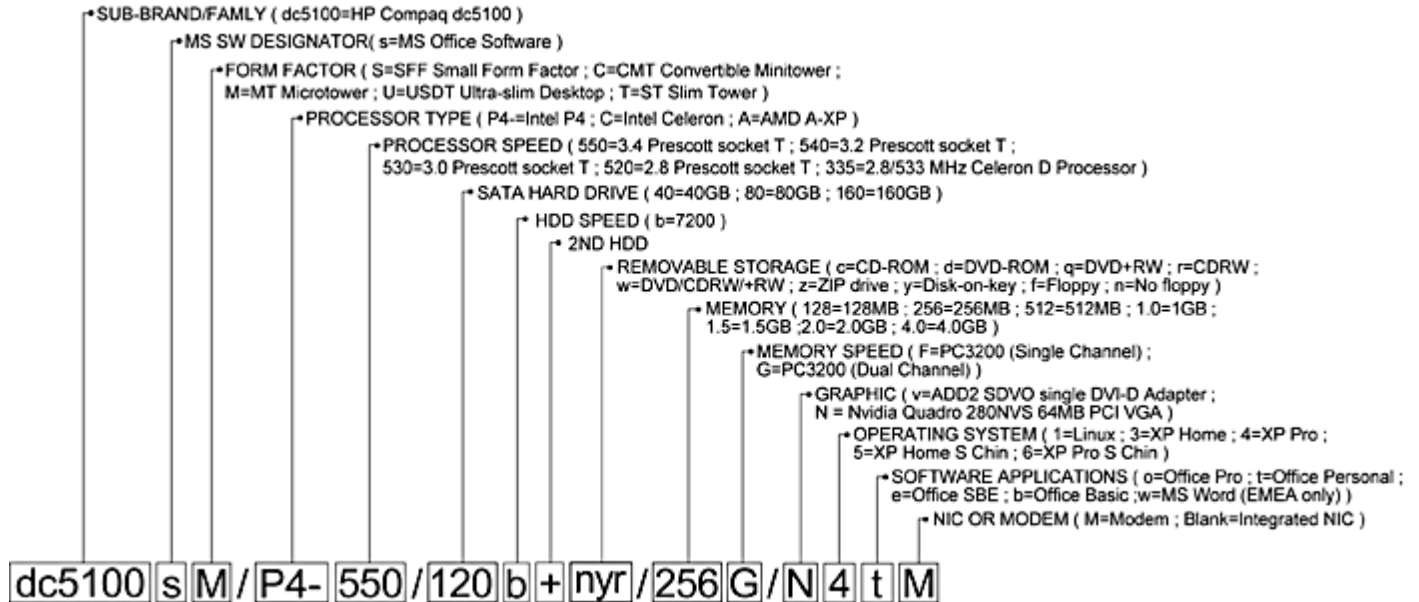 SUB-BRAND/FAMLY ( dc5100=HP Compaq dc5100 )
MS SW DESIGNATOR( s=MS Office Software )
FORM FACTOR ( S=SFF Small Form Factor ; C=CMT Convertible Minitower ;
M=MT Microtower ; U=USDT Ultra-slim Desktop ; T=ST Slim Tower )
PROCESSOR TYPE ( P4-=Intel P4 ; C=Intel Celeron ; A=AMD A-XP )
PROCESSOR SPEED ( 550=3.4 Prescott socket T ; 540=3.2 Prescott socket T ;
530=3.0 Prescott socket T ; 520=2.8 Prescott socket T ; 335=2.8/533 MHz Celeron D Processor )
SATA HARD DRIVE ( 40=40GB ; 80=80GB ; 160=160GB )
HDD SPEED ( b=7200 )
2ND HDD
REMOVABLE STORAGE ( c=CD-ROM ; d=DVD-ROM ; q=DVD+RW ; r=CDRW ;
w=DVD/CDRW/+RW ; z=ZIP drive ; y=Disk-on-key ; f=Floppy ; n=No floppy )
MEMORY ( 128=128MB ; 256=256MB ; 512=512MB ; 1.0=1GB ;
1.5=1.5GB ;2.0=2.0GB ; 4.0=4.0GB )
MEMORY SPEED ( F=PC3200 (Single Channel) ;
G=PC3200 (Dual Channel) )
GRAPHIC ( v=ADD2 SDVO single DVI-D Adapter ;
N = Nvidia Quadro 280NVS 64MB PCI VGA )
OPERATING SYSTEM ( 1=Linux ; 3=XP Home ; 4=XP Pro ;
5=XP Home S Chin ; 6=XP Pro S Chin )
SOFTWARE APPLICATIONS ( o=Office Pro ; t=Office Personal ;
e=Office SBE ; b=Office Basic ;w=MS Word (EMEA only) )
NIC OR MODEM ( M=Modem ; Blank=Integrated NIC )
dc5100 s M / P4- 550 / 120 b + nyr / 256 G / N 4 t M